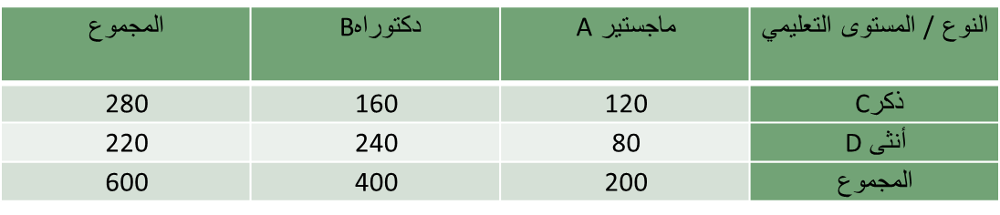 النوع / المستوى التعليمي ماجستير A دكتوراهB المجموع
ذكرC 120 160 280
أنثى D 80 240 220
المجموع 200 400 600